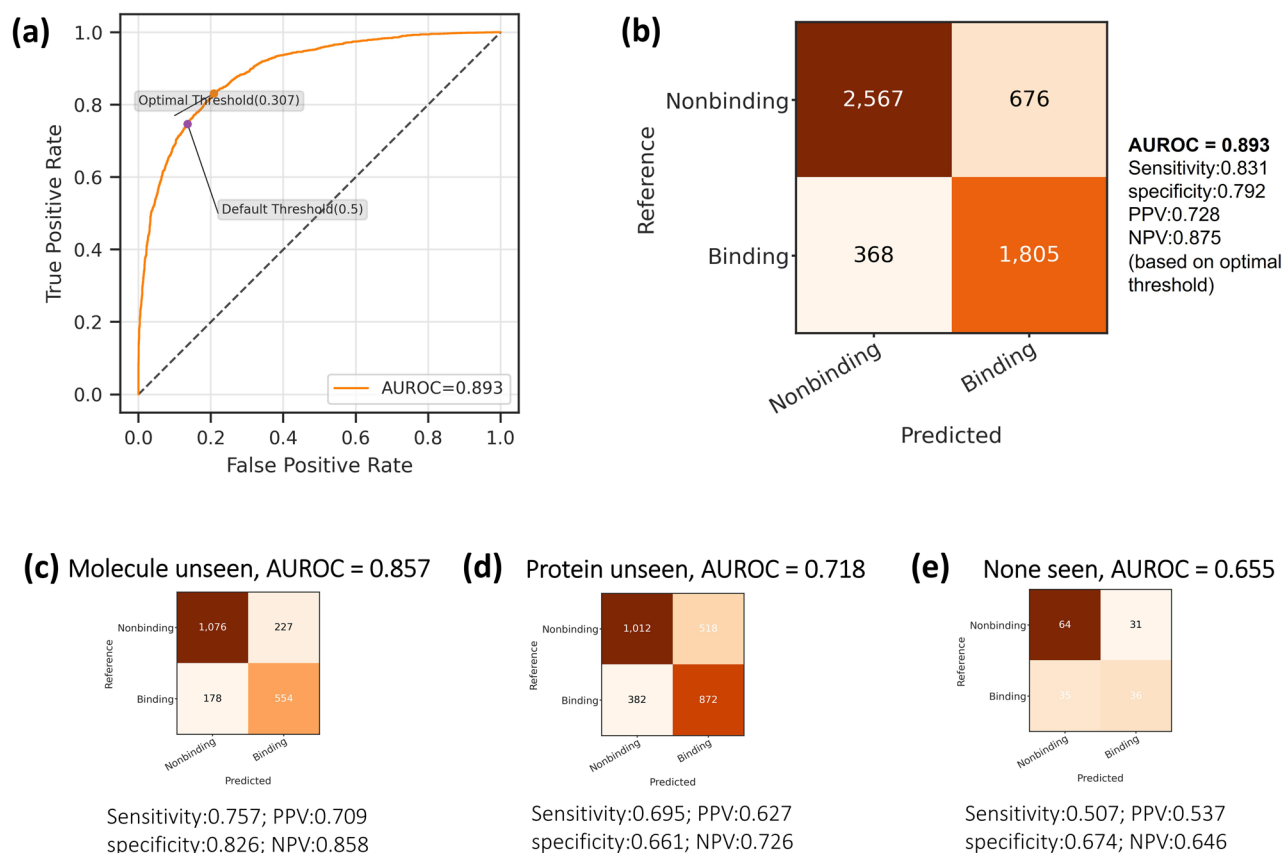 (a)
1.0
0.8
0.6
0.4
0.2
0.0
True Positive Rate
Optimal Threshold(0.307)
Default Threshold(0.5)
AUROC=0.893
0.0 0.2 0.4 0.6 0.8 1.0
False Positive Rate
(b)
Reference
Nonbinding 2,567 676
Binding 368 1,805
Nonbinding Binding
Predicted
AUROC = 0.893
Sensitivity:0.831
specificity:0.792
PPV:0.728
NPV:0.875
(based on optimal
threshold)
(c) Molecule unseen, AUROC = 0.857
Reference
Nonbinding 1,076 227
Binding 178 554
Nonbinding Binding
Predicted
Sensitivity:0.757; PPV:0.709
specificity:0.826; NPV:0.858
(d) Protein unseen, AUROC = 0.718
Reference
Nonbinding 1,012 518
Binding 382 872
Nonbinding Binding
Predicted
Sensitivity:0.695; PPV:0.627
specificity:0.661; NPV:0.726
(e) None seen, AUROC = 0.655
Reference
Nonbinding 64 31
Binding 35 36
Nonbinding Binding
Predicted
Sensitivity:0.507; PPV:0.537
specificity:0.674; NPV:0.646